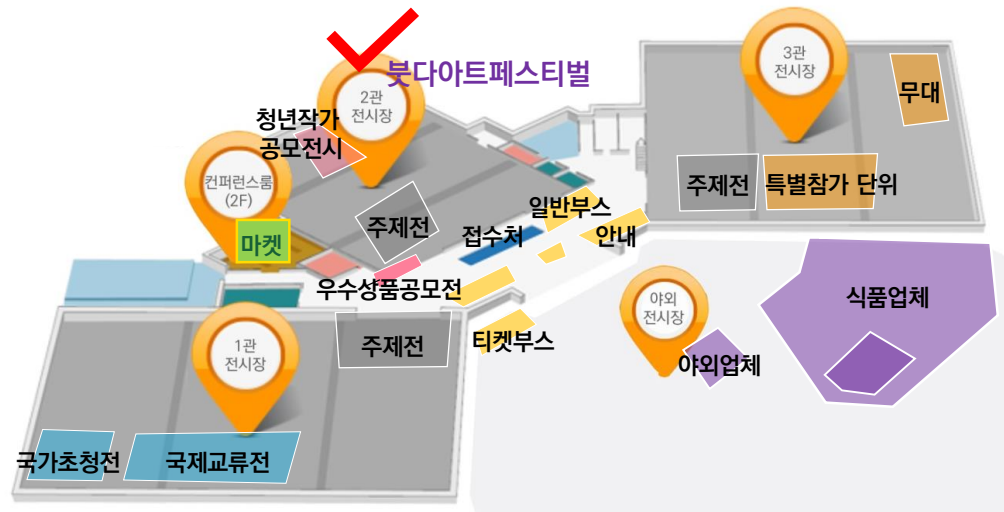 붓다아트페스티벌
2관
전시장
청년작가
공모전시
3관
전시장
무대
컨퍼런스룸
(2F)
마켓
주제전
접수처
일반부스
안내
주제전
특별참가 단위
우수상품공모전
티켓부스
야외
전시장
야외업체
식품업체
1관
전시장
주제전
국가초청전
국제교류전